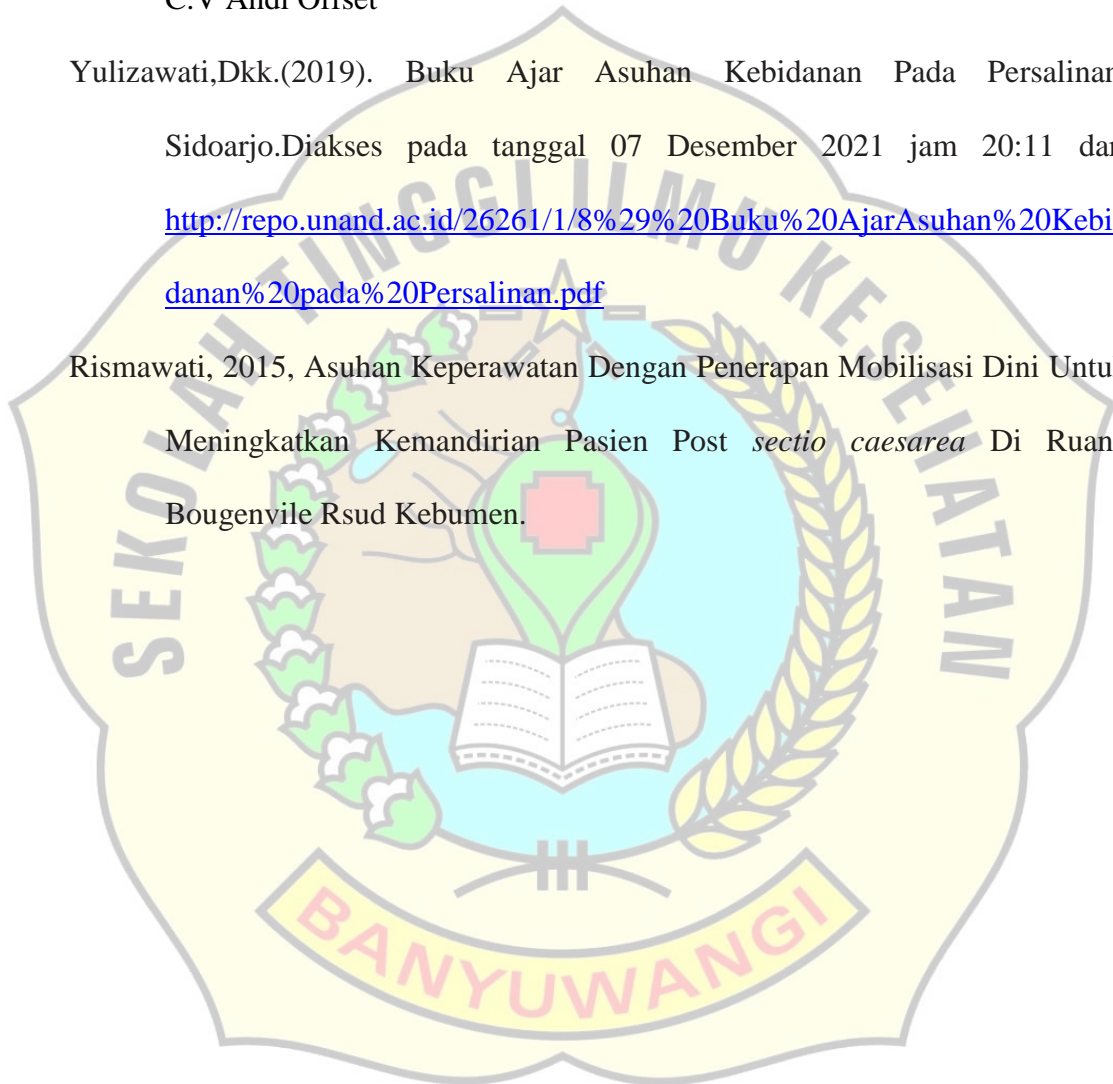 C.V Andi Offset
Yulizawati,Dkk.(2019). Buku Ajar Asuhan Kebidanan Pada Persalinan
Sidoarjo.Diakses pada tanggal 07 Desember 2021 jam 20:11 dar
http://repo.unand.ac.id/26261/1/8%29%20Buku%20AjarAsuhan%20Kebi
danan%20pada%20Persalinan.pdf
Rismawati, 2015, Asuhan Keperawatan Dengan Penerapan Mobilisasi Dini Untu
Meningkatkan Kemandirian Pasien Post sectio caesarea Di Ruan
Bougenvile Rsud Kebumen.
SEKOLAH TINGGI ILMU KESEHATAN
BANYUWANGI